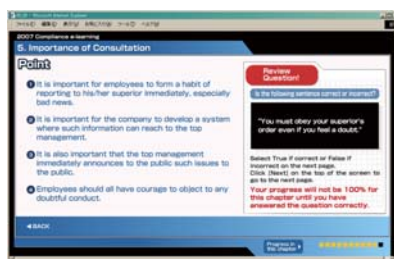 2007 Compliance e-learning
5. Importance of Consultation
Point
1 It is important for employees to form a habit of
reporting to his/her superior immediately, especially
bad news.
2 It is important for the company to develop a system
where such information can reach to the top
management.
3 It is also important that the top management
immediately announces to the public such issues to
the public.
4 Employees should all have courage to object to any
doubtful conduct.
Review
Question!
Is the following sentence correct or incorrect?
"You must obey your superior's
order even if you feel a doubt."
Select True if correct or False if
incorrect on the next page.
Click [Next] on the top of the screen to
go to the next page.
Your progress will not be 100% for
this chapter until you have
answered the question correctly.
◀ BACK
Progress in
this chapter